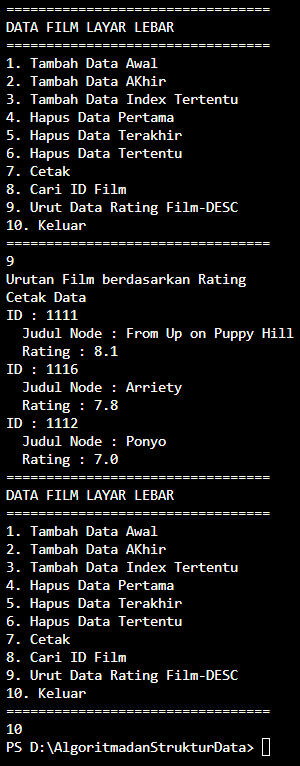 ================================
DATA FILM LAYAR LEBAR
================================
1. Tambah Data Awal
2. Tambah Data AKhir
3. Tambah Data Index Tertentu
4. Hapus Data Pertama
5. Hapus Data Terakhir
6. Hapus Data Tertentu
7. Cetak
8. Cari ID Film
9. Urut Data Rating Film-DESC
10. Keluar
================================
9
Urutan Film berdasarkan Rating
Cetak Data
ID : 1111
  Judul Node : From Up on Puppy Hill
  Rating : 8.1
ID : 1116
  Judul Node : Arriety
  Rating : 7.8
ID : 1112
  Judul Node : Ponyo
  Rating : 7.0
================================
DATA FILM LAYAR LEBAR
================================
1. Tambah Data Awal
2. Tambah Data AKhir
3. Tambah Data Index Tertentu
4. Hapus Data Pertama
5. Hapus Data Terakhir
6. Hapus Data Tertentu
7. Cetak
8. Cari ID Film
9. Urut Data Rating Film-DESC
10. Keluar
================================
10
PS D:\AlgoritmadanStrukturData>